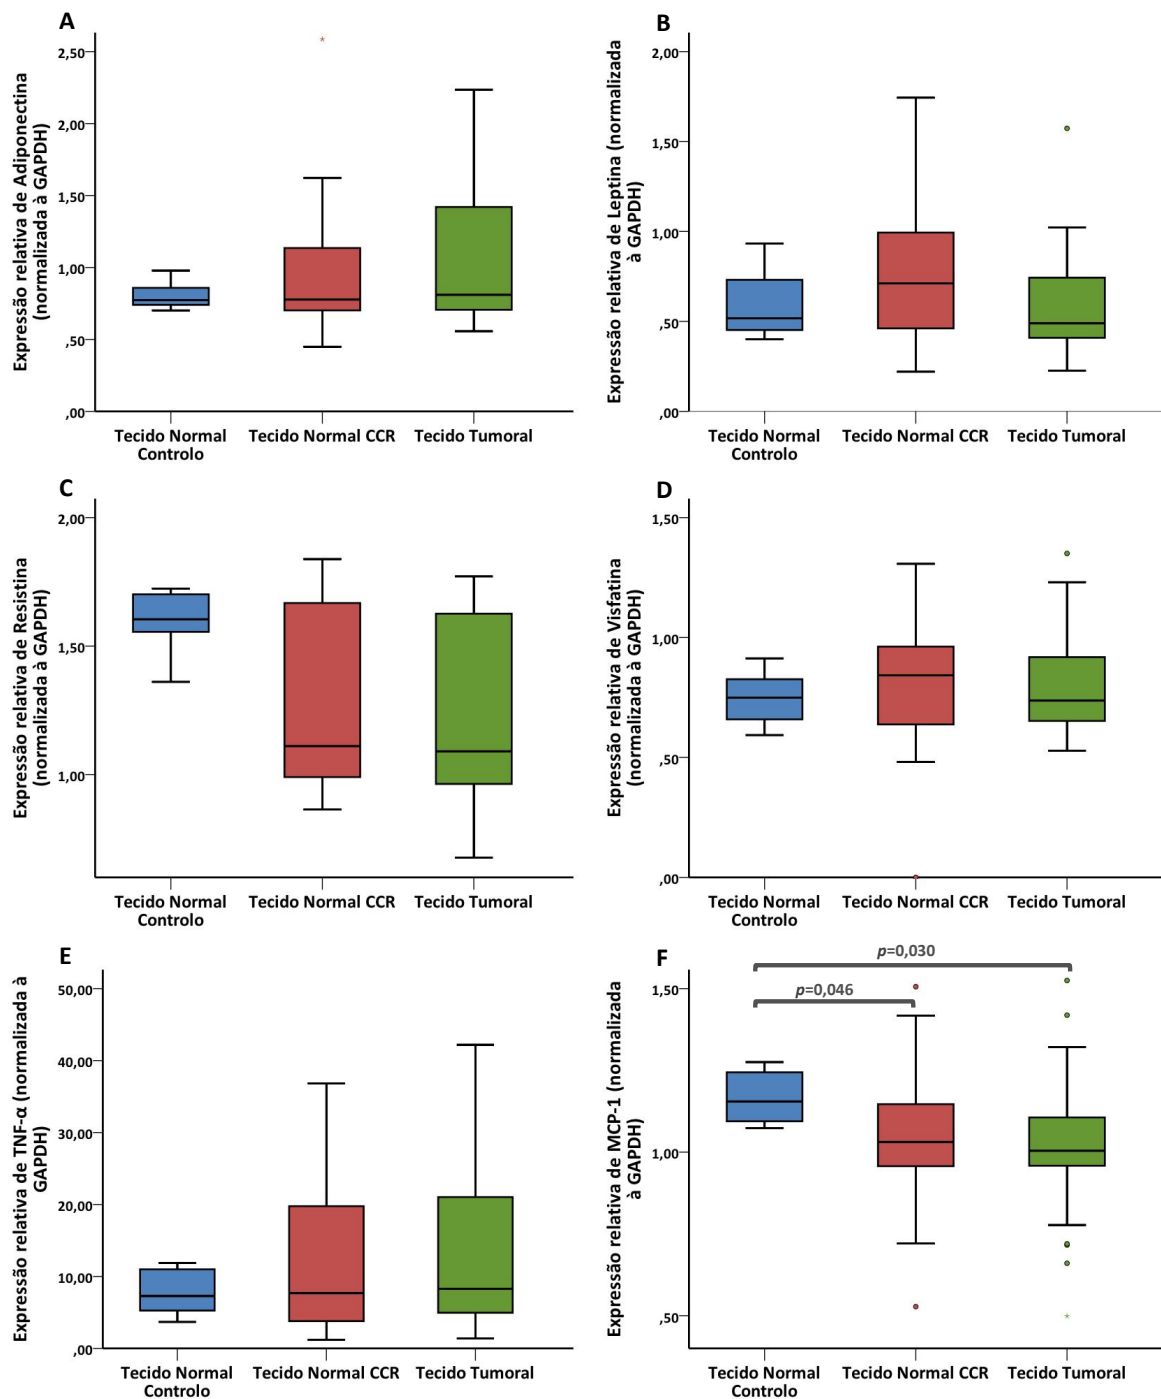 A
Expressão relativa de Adiponectina
(normalizada à GAPDH)
2,50
2,00
1,50
1,00
,50
,00
Tecido Normal
Controlo
Tecido Normal CCR
Tecido Tumoral
B
Expressão relativa de Leptina (normalizada
à GAPDH)
2,00
1,50
1,00
,50
,00
Tecido Normal
Controlo
Tecido Normal CCR
Tecido Tumoral
C
Expressão relativa de Resistina
(normalizada à GAPDH)
2,00
1,50
1,00
Tecido Normal
Controlo
Tecido Normal CCR
Tecido Tumoral
D
Expressão relativa de Visfatina
(normalizada à GAPDH)
1,50
1,00
,50
,00
Tecido Normal
Controlo
Tecido Normal CCR
Tecido Tumoral
E
Expressão relativa de TNF-α (normalizada à
GAPDH)
50,00
40,00
30,00
20,00
10,00
,00
Tecido Normal
Controlo
Tecido Normal CCR
Tecido Tumoral
F
p=0,030
p=0,046
Expressão relativa de MCP-1 (normalizada
à GAPDH)
1,50
1,00
,50
Tecido Normal
Controlo
Tecido Normal CCR
Tecido Tumoral